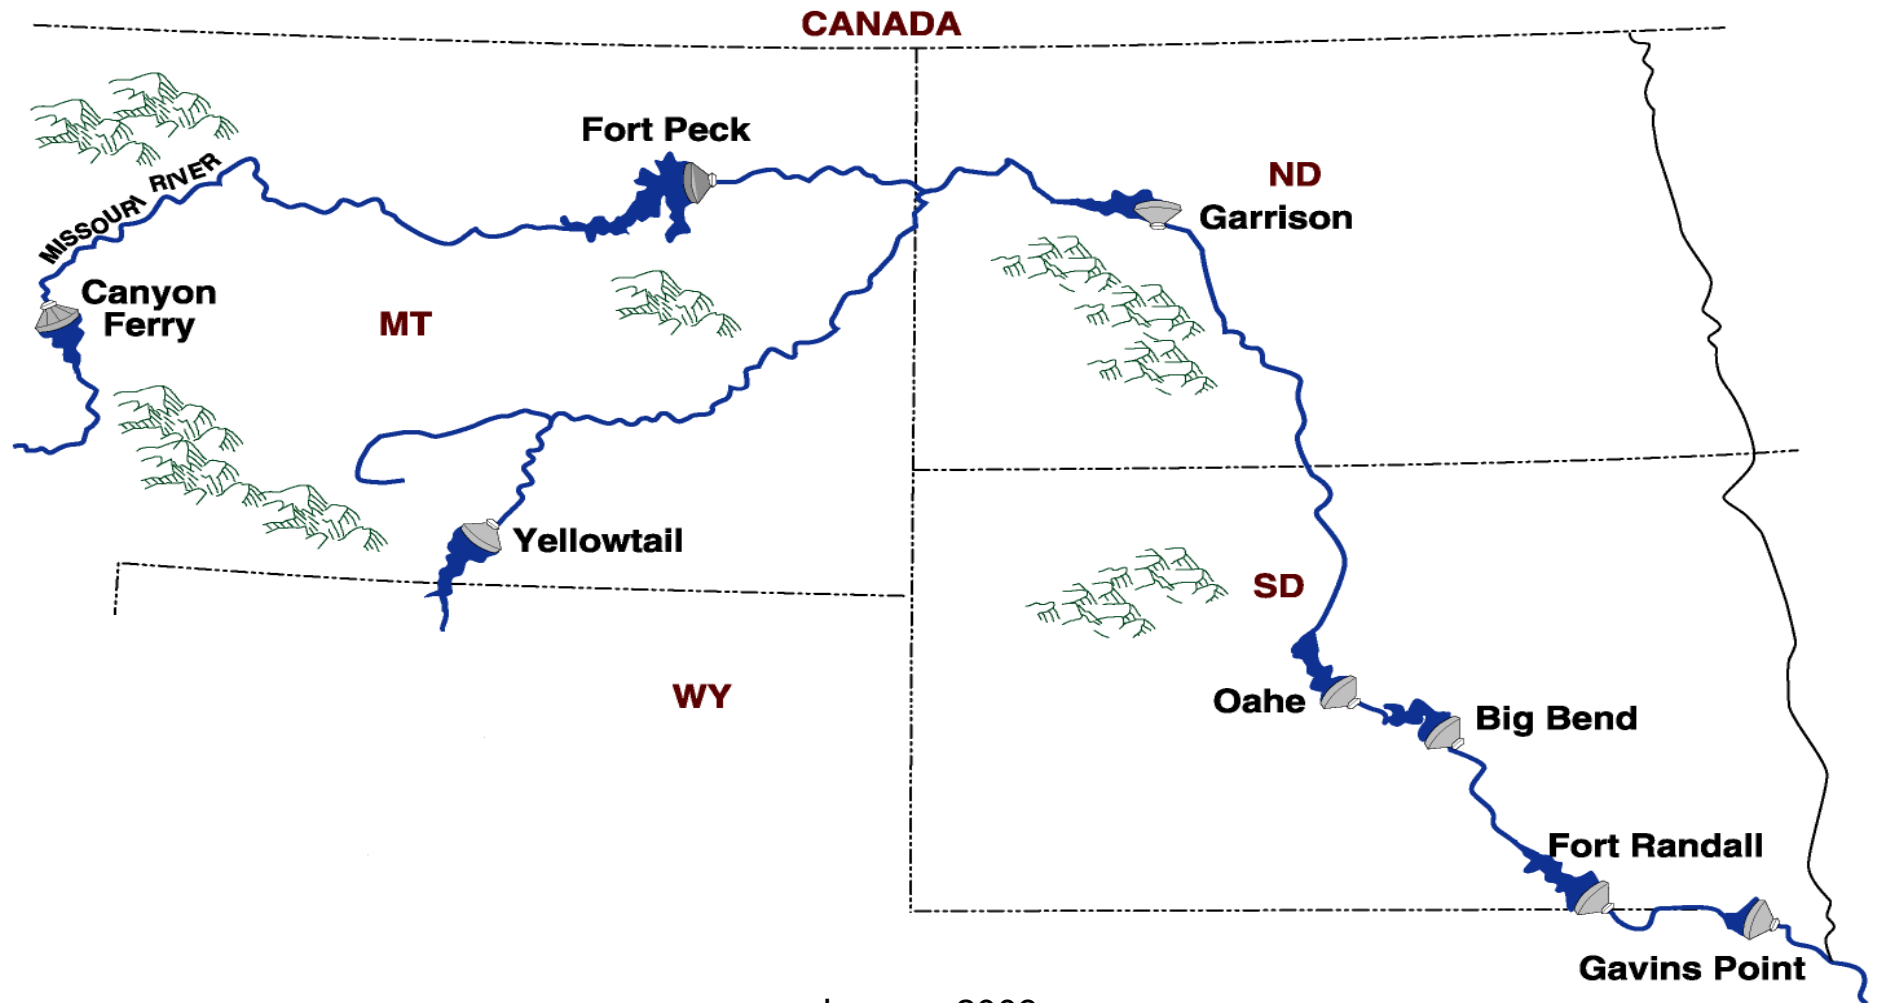 CANADA
Fort Peck
MISSOURI RIVER
ND
Garrison
Canyon
Ferry
MT
Yellowtail
SD
WY
Oahe
Big Bend
Fort Randall
Gavins Point